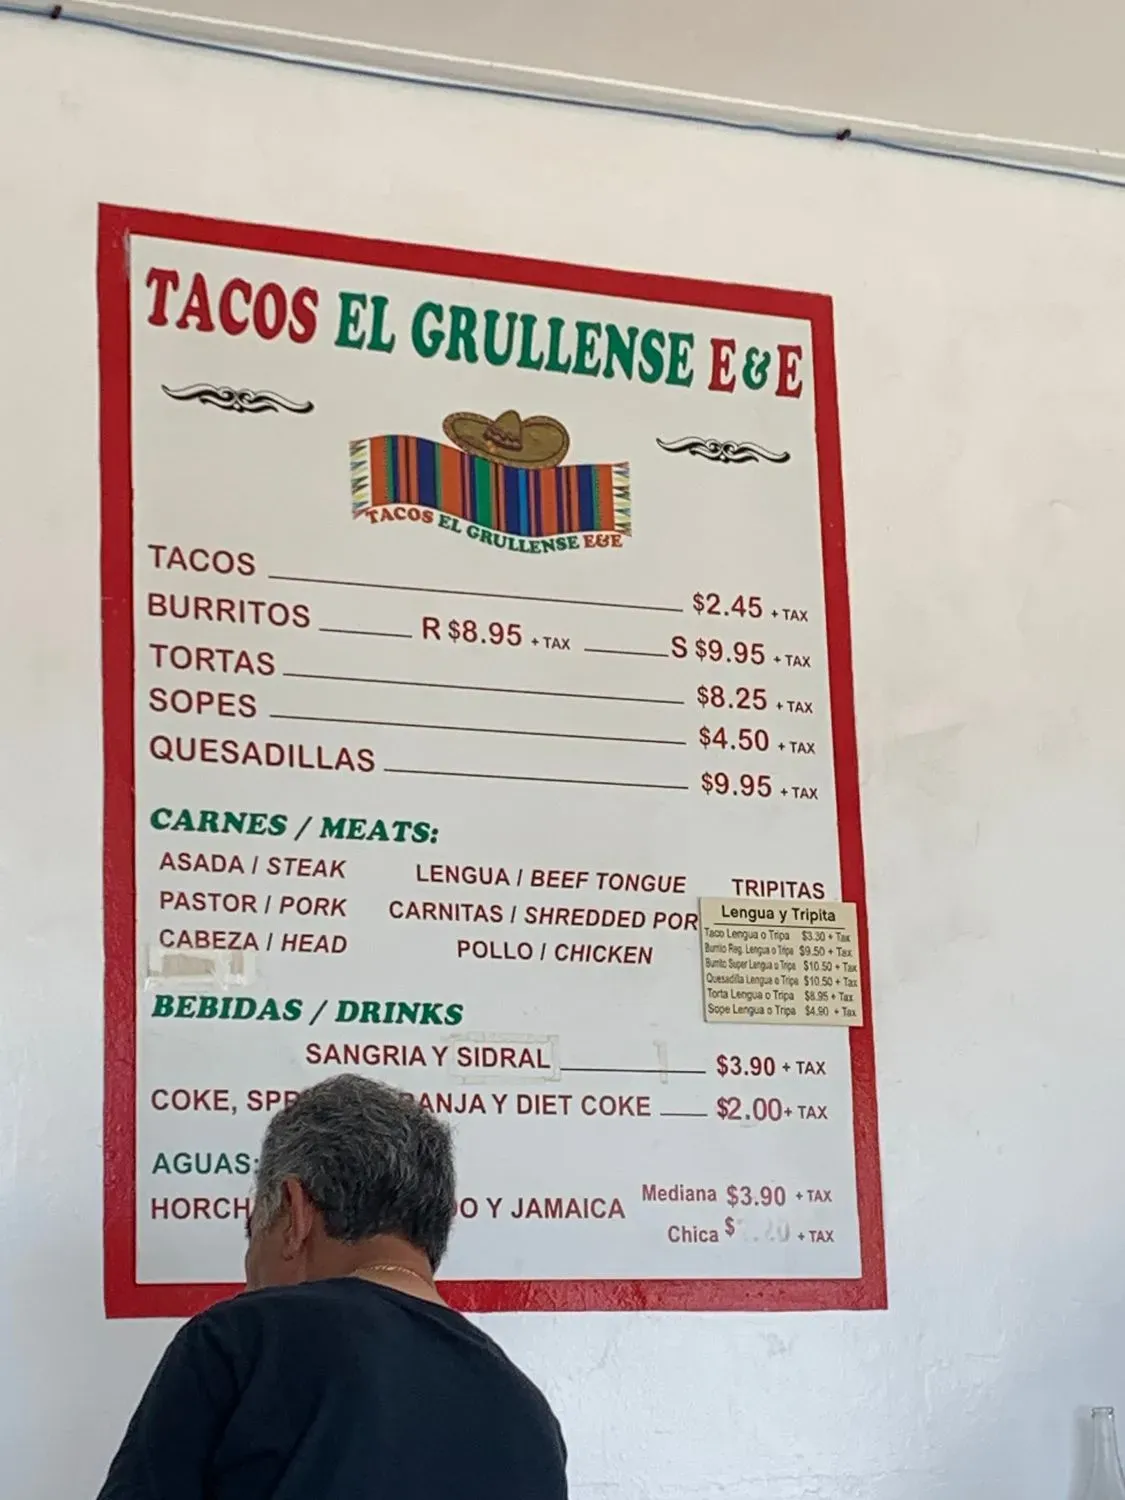 TACOS EL GRULLENSE E&E
TACOS EL GRULLENSE E&E
TACOS $2.45 + TAX
BURRITOS R $8.95 + TAX S $9.95 + TAX
TORTAS $8.25 + TAX
SOPES $4.50 + TAX
QUESADILLAS $9.95 + TAX
CARNES / MEATS:
ASADA / STEAK LENGUA / BEEF TONGUE TRIPITAS
PASTOR / PORK CARNITAS / SHREDDED POR
CABEZA / HEAD POLLO / CHICKEN
Lengua y Tripita
Taco Lengua o Tripa $3.30 + Tax
Burrito Reg. Lengua o Tripa $9.50 + Tax
Burrito Super Lengua o Tripa $10.50 + Tax
Quesadilla Lengua o Tripa $10.50 + Tax
Torta Lengua o Tripa $8.95 + Tax
Sope Lengua o Tripa $4.90 + Tax
BEBIDAS / DRINKS
SANGRIA Y SIDRAL $3.90 + TAX
COKE, SPR ANJA Y DIET COKE $2.00+ TAX
AGUAS:
HORCH O Y JAMAICA Mediana $3.90 + TAX
Chica $ + TAX